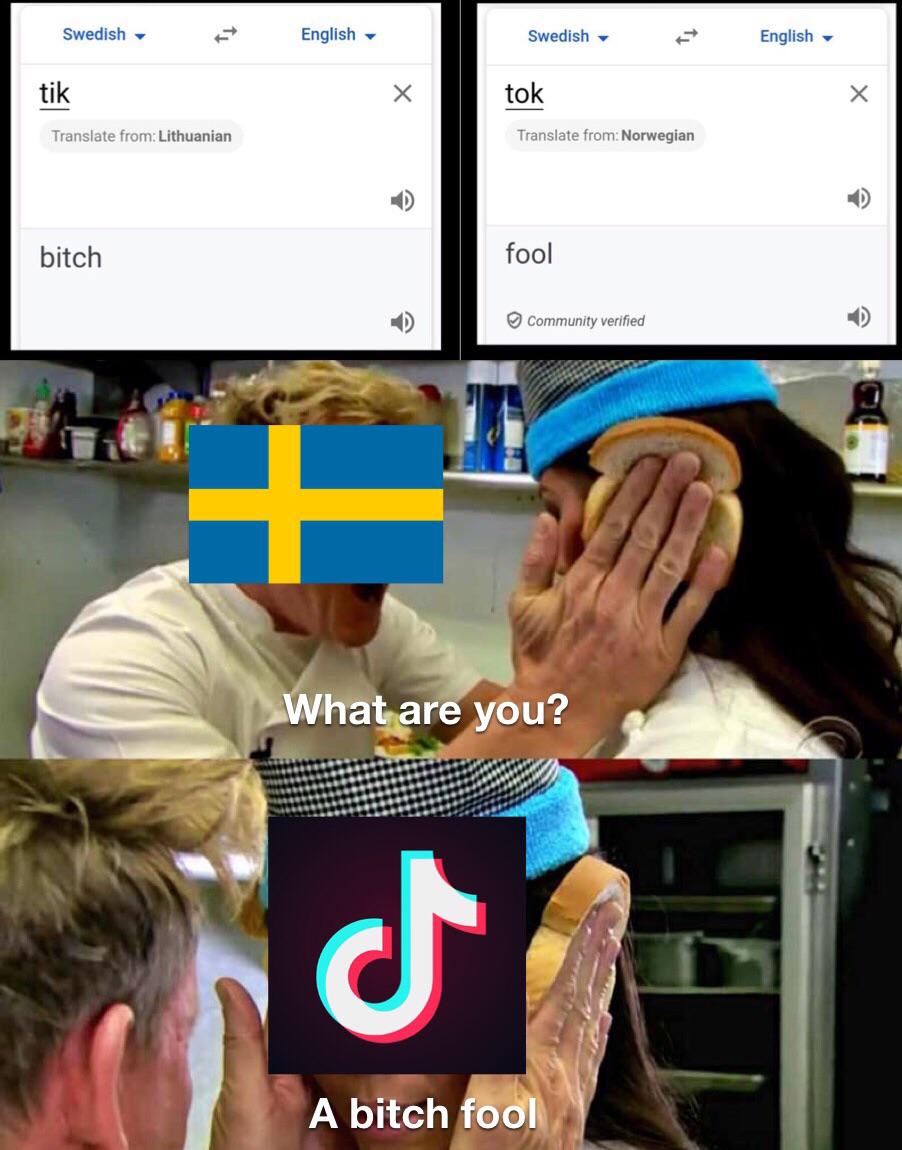 Swedish English
tik
Translate from: Lithuanian
bitch
Swedish English
tok
Translate from: Norwegian
fool
Community verified
What are you?
A bitch fool